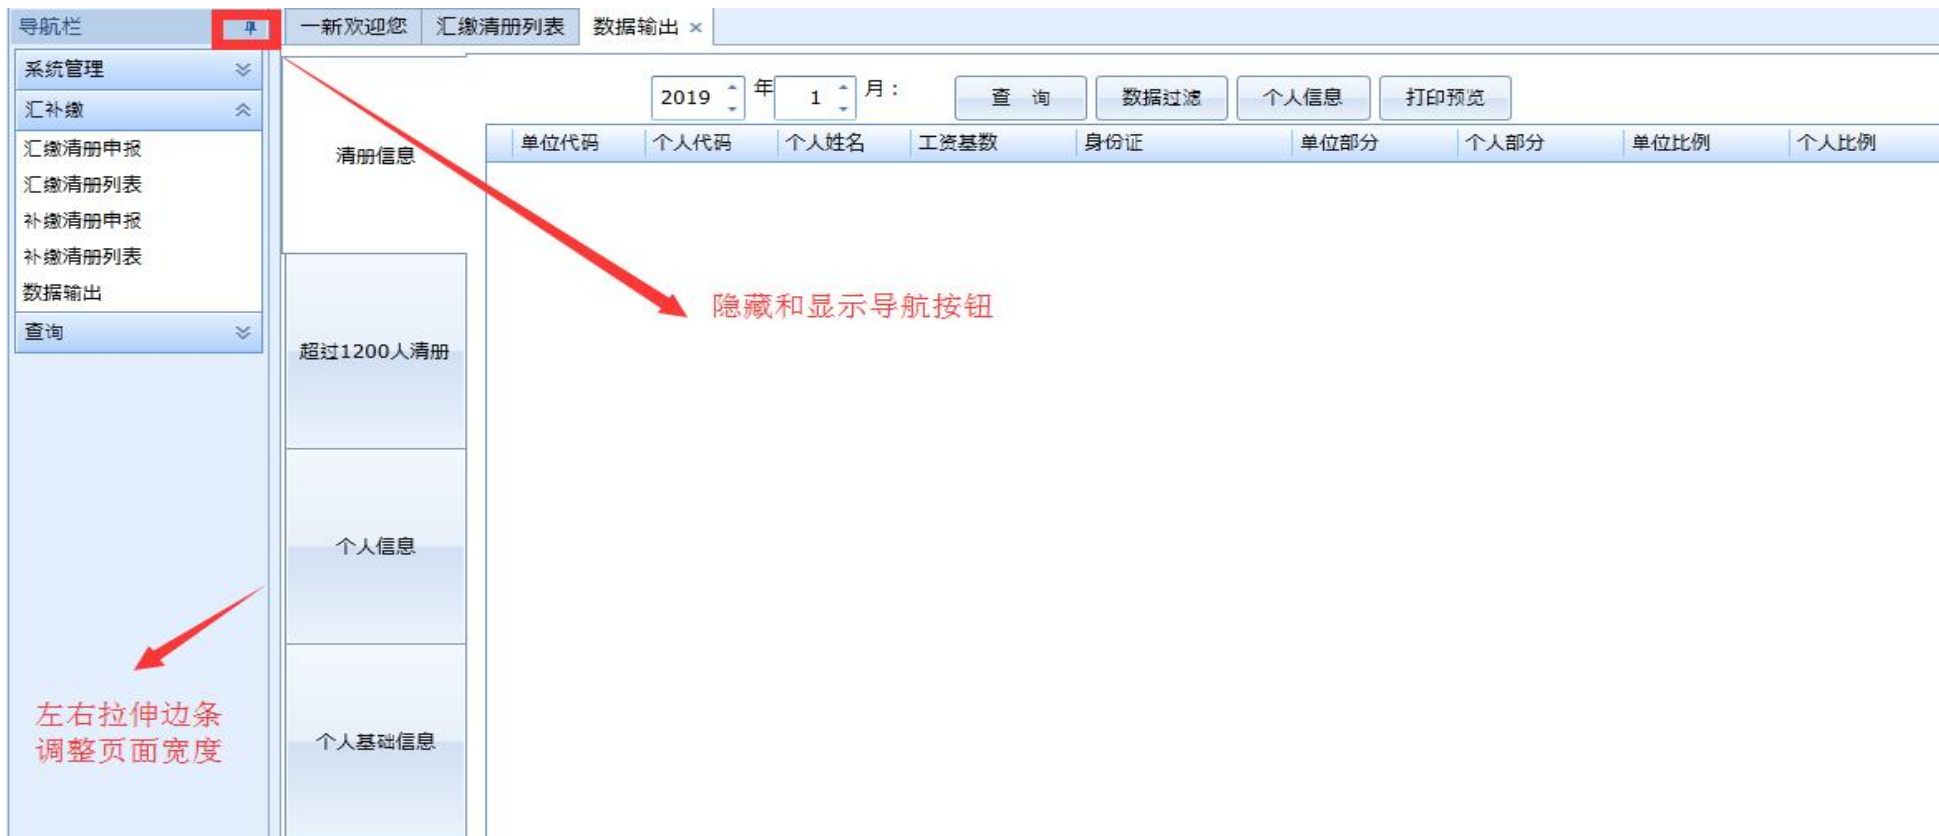 导航栏
一新欢迎您 汇缴清册列表 数据输出 ×
系统管理
汇补缴
汇缴清册申报
汇缴清册列表
补缴清册申报
补缴清册列表
数据输出
查询
清册信息
超过1200人清册
个人信息
个人基础信息
2019 年 1 月： 查 询 数据过滤 个人信息 打印预览
单位代码 个人代码 个人姓名 工资基数 身份证 单位部分 个人部分 单位比例 个人比例
隐藏和显示导航按钮
左右拉伸边条
调整页面宽度